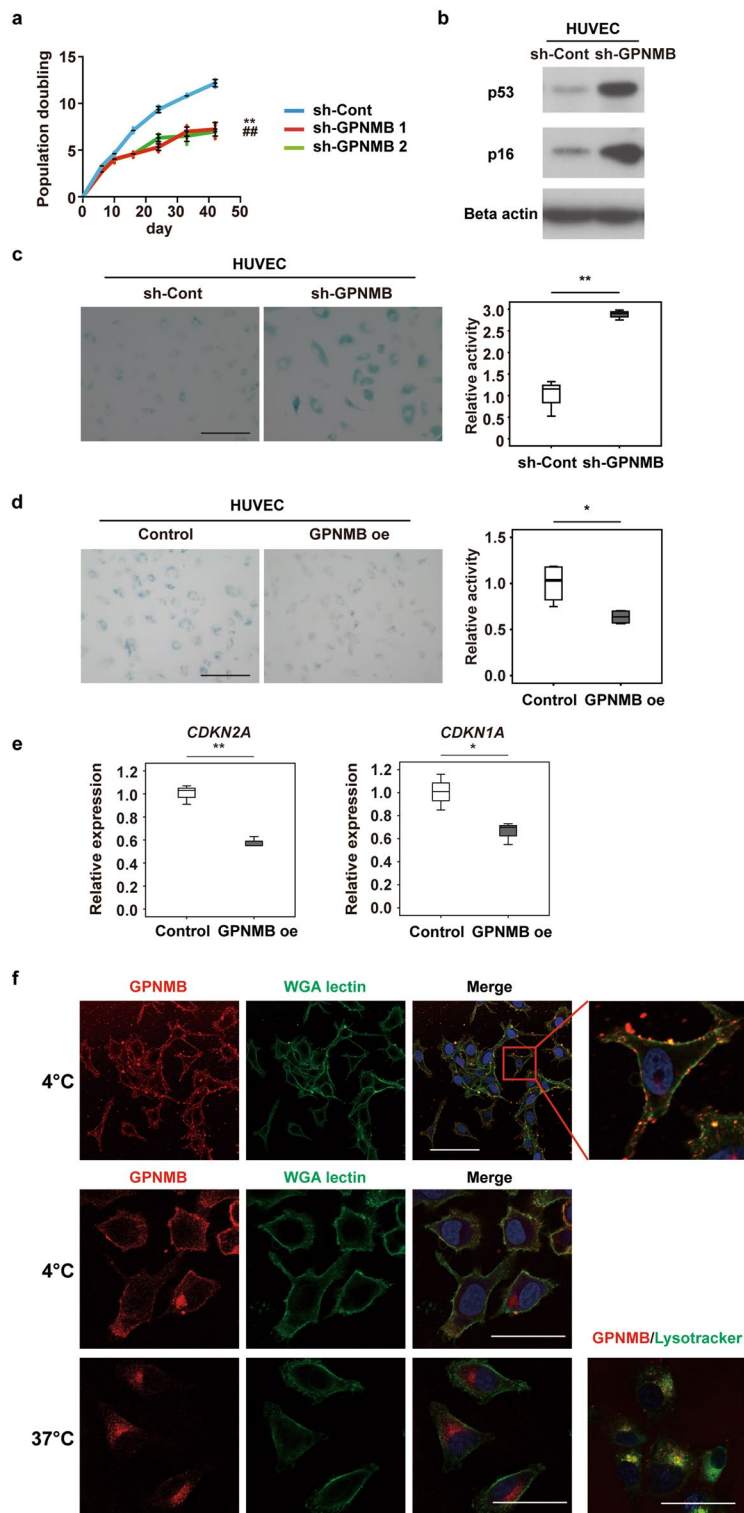 a
Population doubling
15
10
5
0
0 10 20 30 40 50
day
**
##
sh-Cont
sh-GPNMB 1
sh-GPNMB 2
b
HUVEC
sh-Cont sh-GPNMB
p53
p16
Beta actin
c
HUVEC
sh-Cont sh-GPNMB
**
Relative activity
3.0
2.5
2.0
1.5
1.0
0.5
0
sh-Cont sh-GPNMB
d
HUVEC
Control GPNMB oe
*
Relative activity
1.5
1.0
0.5
0.0
Control GPNMB oe
e
CDKN2A
**
Relative expression
1.2
1.0
0.8
0.6
0.4
0.2
0.0
Control GPNMB oe
CDKN1A
*
Relative expression
1.2
1.0
0.8
0.6
0.4
0.2
0.0
Control GPNMB oe
f
GPNMB WGA lectin Merge
4°C
GPNMB WGA lectin Merge
4°C
37°C
GPNMB/Lysotracker